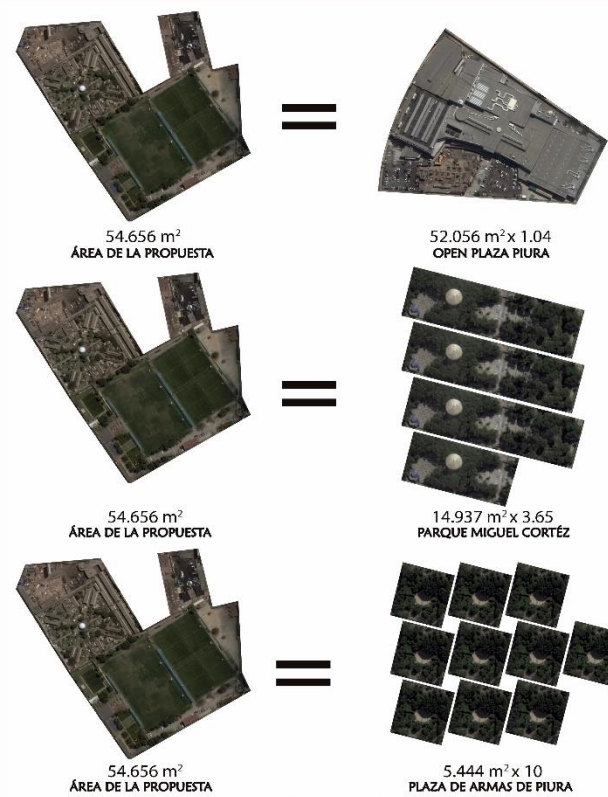 54.656 m²
ÁREA DE LA PROPUESTA
52.056 m² x 1.04
OPEN PLAZA PIURA
54.656 m²
ÁREA DE LA PROPUESTA
14.937 m² x 3.65
PARQUE MIGUEL CORTÉZ
54.656 m²
ÁREA DE LA PROPUESTA
5.444 m² x 10
PLAZA DE ARMAS DE PIURA